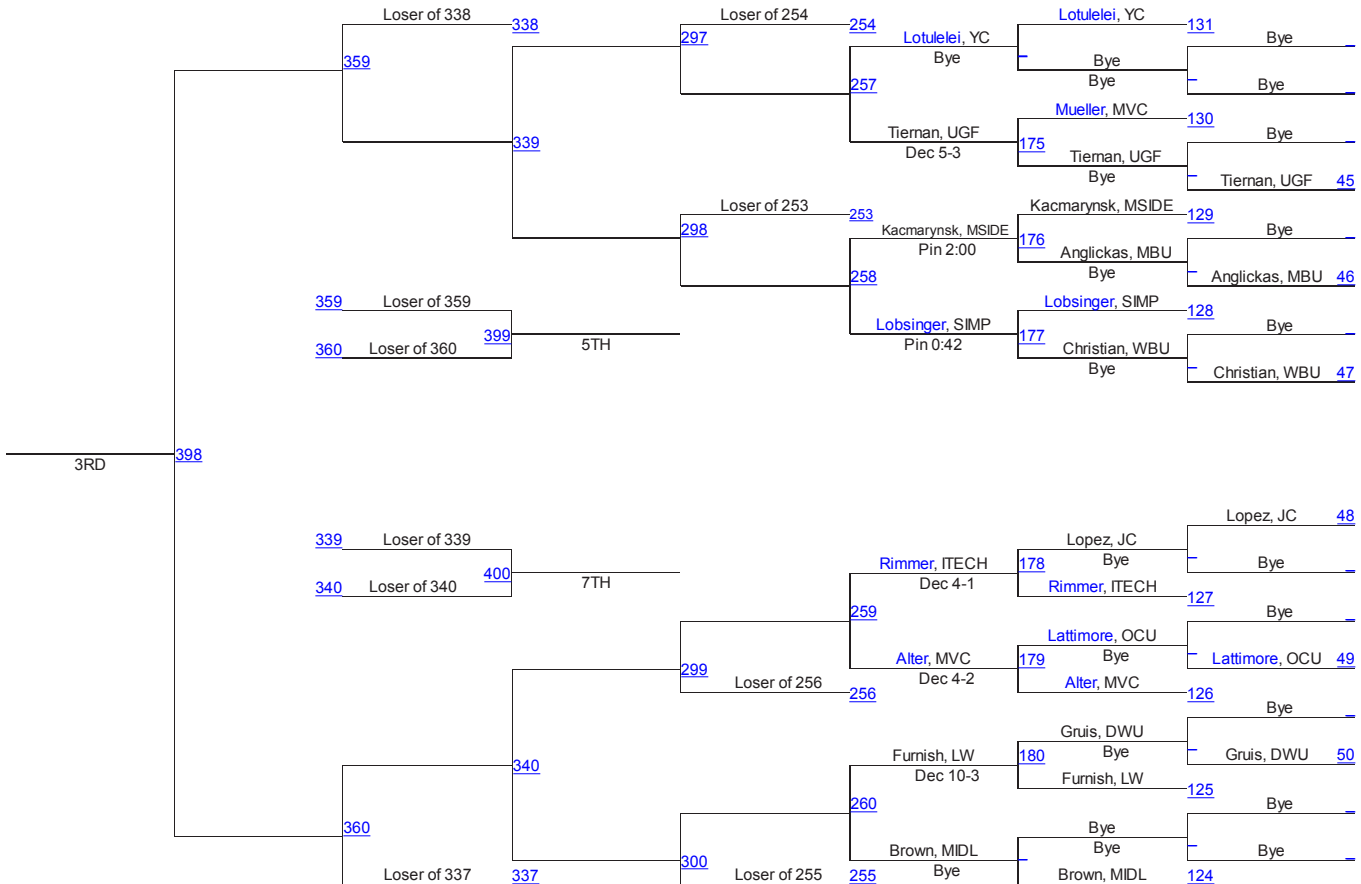 Loser of 338 338 Loser of 254 254 Lotulelei, YC 131
297 Lotulelei, YC Bye
359 Bye
Bye Bye
257 Bye
Mueller, MVC 130
339 Tiernan, UGF 175 Bye
Dec 5-3 Tiernan, UGF
Bye Tiernan, UGF 45
Loser of 253 253 Kacmarynsk, MSIDE 129
298 Kacmarynsk, MSIDE 176 Bye
Pin 2:00 Anglickas, MBU
Bye
258 Anglickas, MBU 46
359 Loser of 359 Lobsinger, SIMP 128
399 5TH Lobsinger, SIMP 177 Bye
360 Loser of 360 Pin 0:42 Christian, WBU
Bye Christian, WBU 47
3RD 398
Lopez, JC 48
339 Loser of 339 Lopez, JC
Rimmer, ITECH 178 Bye Bye
400 7TH Dec 4-1
340 Loser of 340 Rimmer, ITECH 127
259 Bye
Lattimore, OCU
Bye
299 Alter, MVC 179 Lattimore, OCU 49
Dec 4-2
Loser of 256 256 Alter, MVC 126
Bye
Gruis, DWU
340 Furnish, LW 180 Bye Gruis, DWU 50
Dec 10-3 Furnish, LW 125
260 Bye
360 Bye
Brown, MIDL Bye Bye
300 Bye
Loser of 337 337 Loser of 255 255 Brown, MIDL 124